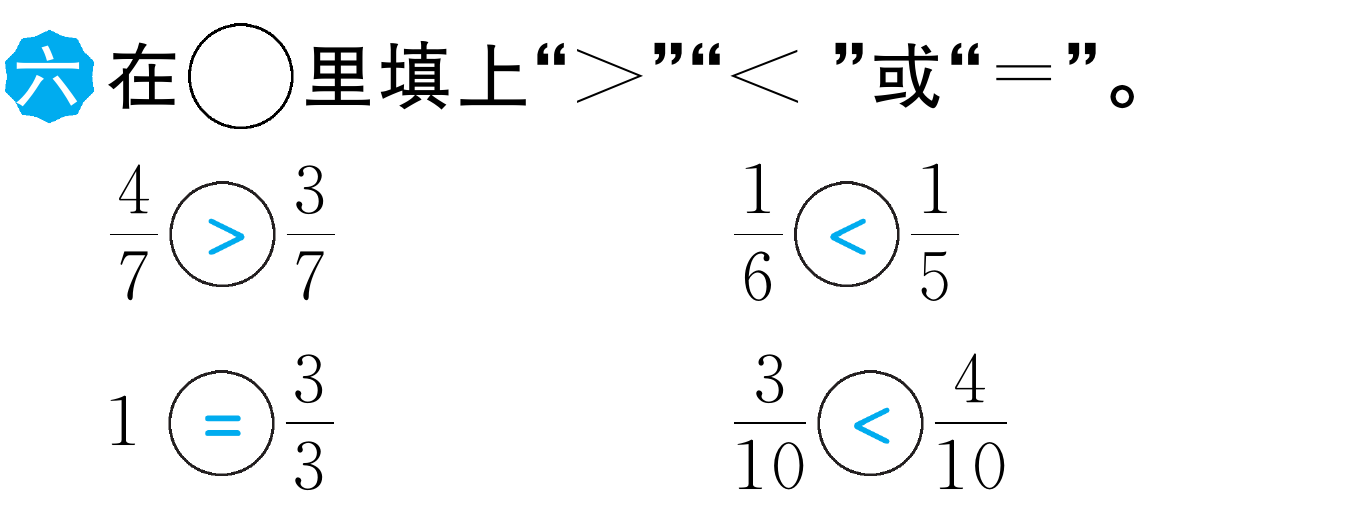 六 在○里填上“>”“< ”或“=”。
4/7 > 3/7 1/6 < 1/5
1 = 3/3 3/10 < 4/10